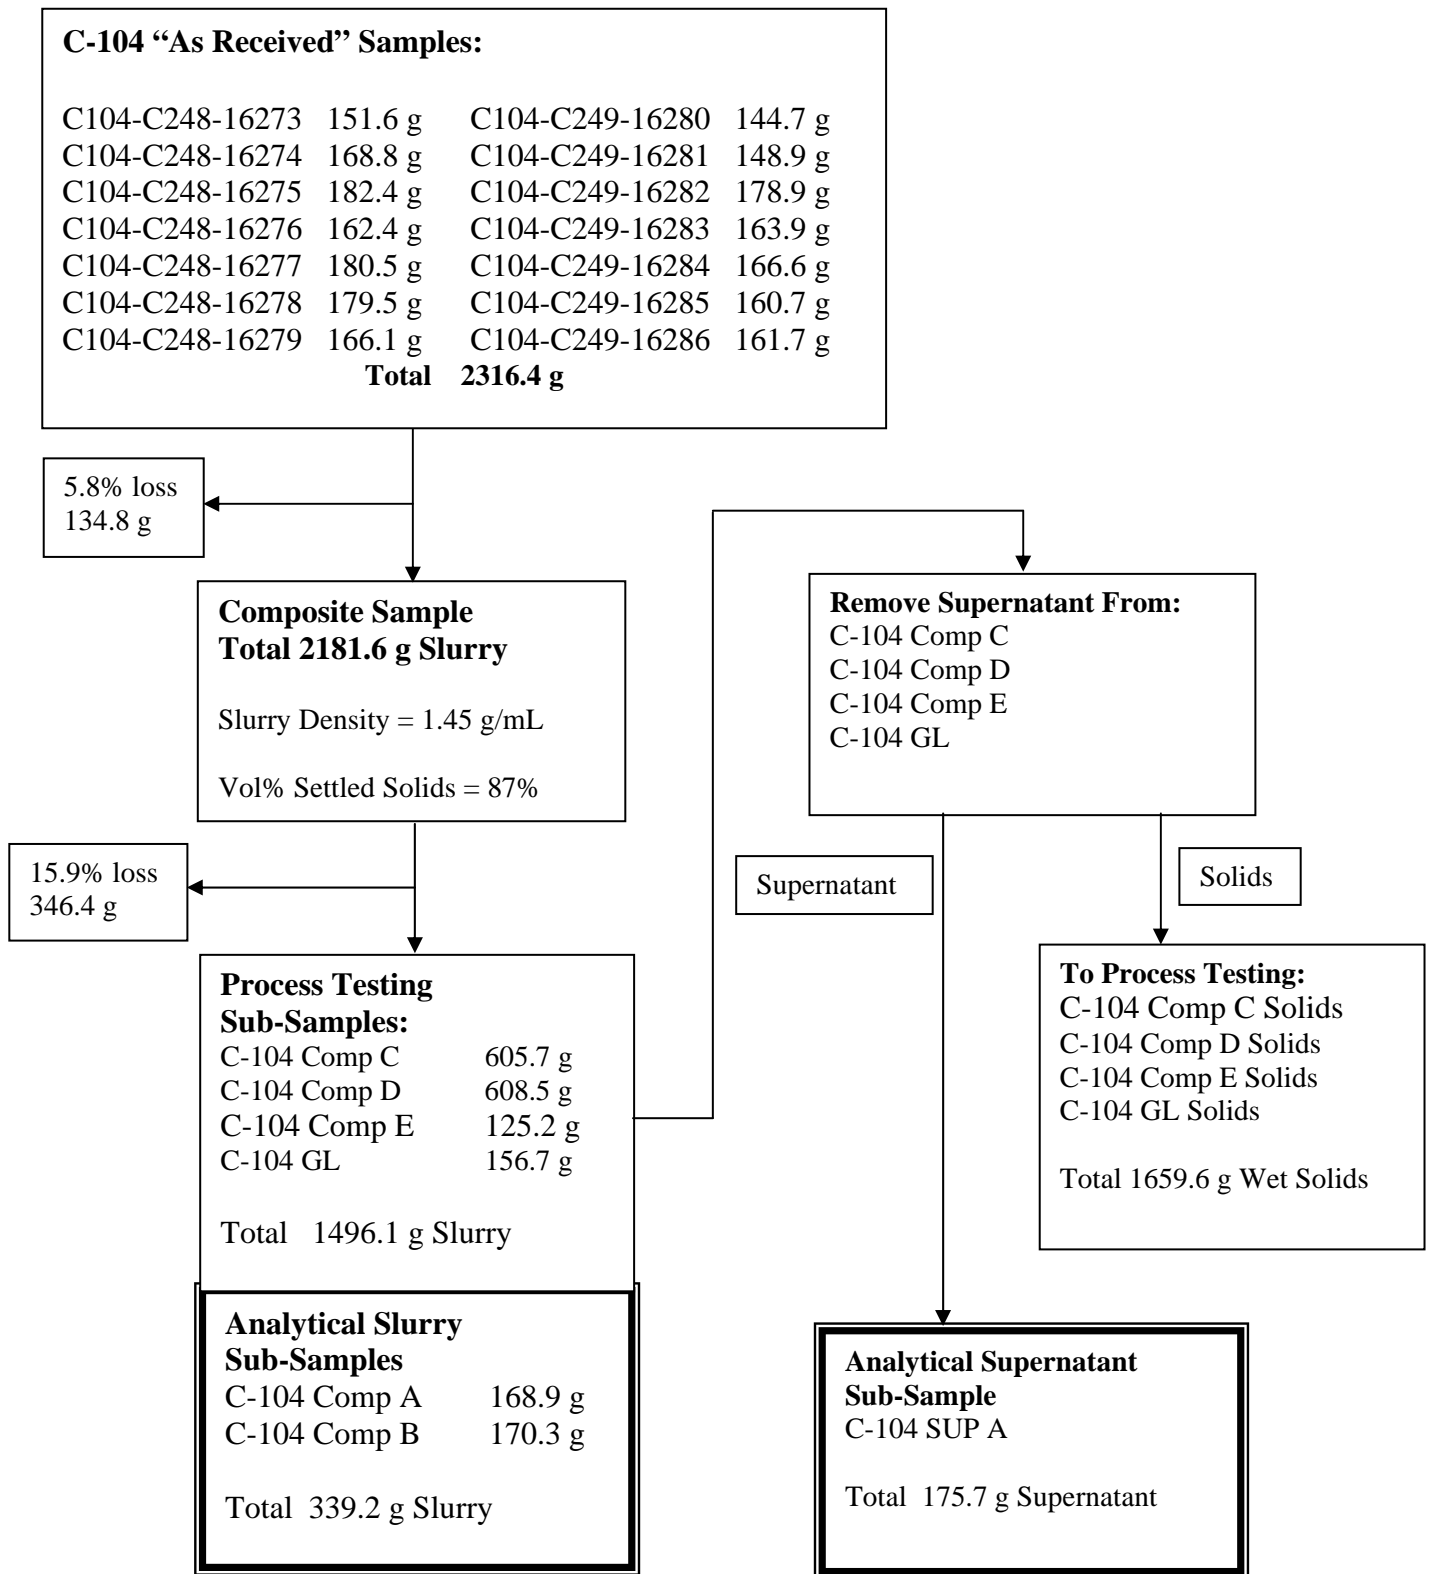 C-104 “As Received” Samples:
C104-C248-16273 151.6 g C104-C249-16280 144.7 g
C104-C248-16274 168.8 g C104-C249-16281 148.9 g
C104-C248-16275 182.4 g C104-C249-16282 178.9 g
C104-C248-16276 162.4 g C104-C249-16283 163.9 g
C104-C248-16277 180.5 g C104-C249-16284 166.6 g
C104-C248-16278 179.5 g C104-C249-16285 160.7 g
C104-C248-16279 166.1 g C104-C249-16286 161.7 g
Total 2316.4 g
5.8% loss
134.8 g
Composite Sample
Total 2181.6 g Slurry
Slurry Density = 1.45 g/mL
Vol% Settled Solids = 87%
15.9% loss
346.4 g
Process Testing
Sub-Samples:
C-104 Comp C 605.7 g
C-104 Comp D 608.5 g
C-104 Comp E 125.2 g
C-104 GL 156.7 g
Total 1496.1 g Slurry
Analytical Slurry
Sub-Samples
C-104 Comp A 168.9 g
C-104 Comp B 170.3 g
Total 339.2 g Slurry
Remove Supernatant From:
C-104 Comp C
C-104 Comp D
C-104 Comp E
C-104 GL
Supernatant
Solids
To Process Testing:
C-104 Comp C Solids
C-104 Comp D Solids
C-104 Comp E Solids
C-104 GL Solids
Total 1659.6 g Wet Solids
Analytical Supernatant
Sub-Sample
C-104 SUP A
Total 175.7 g Supernatant